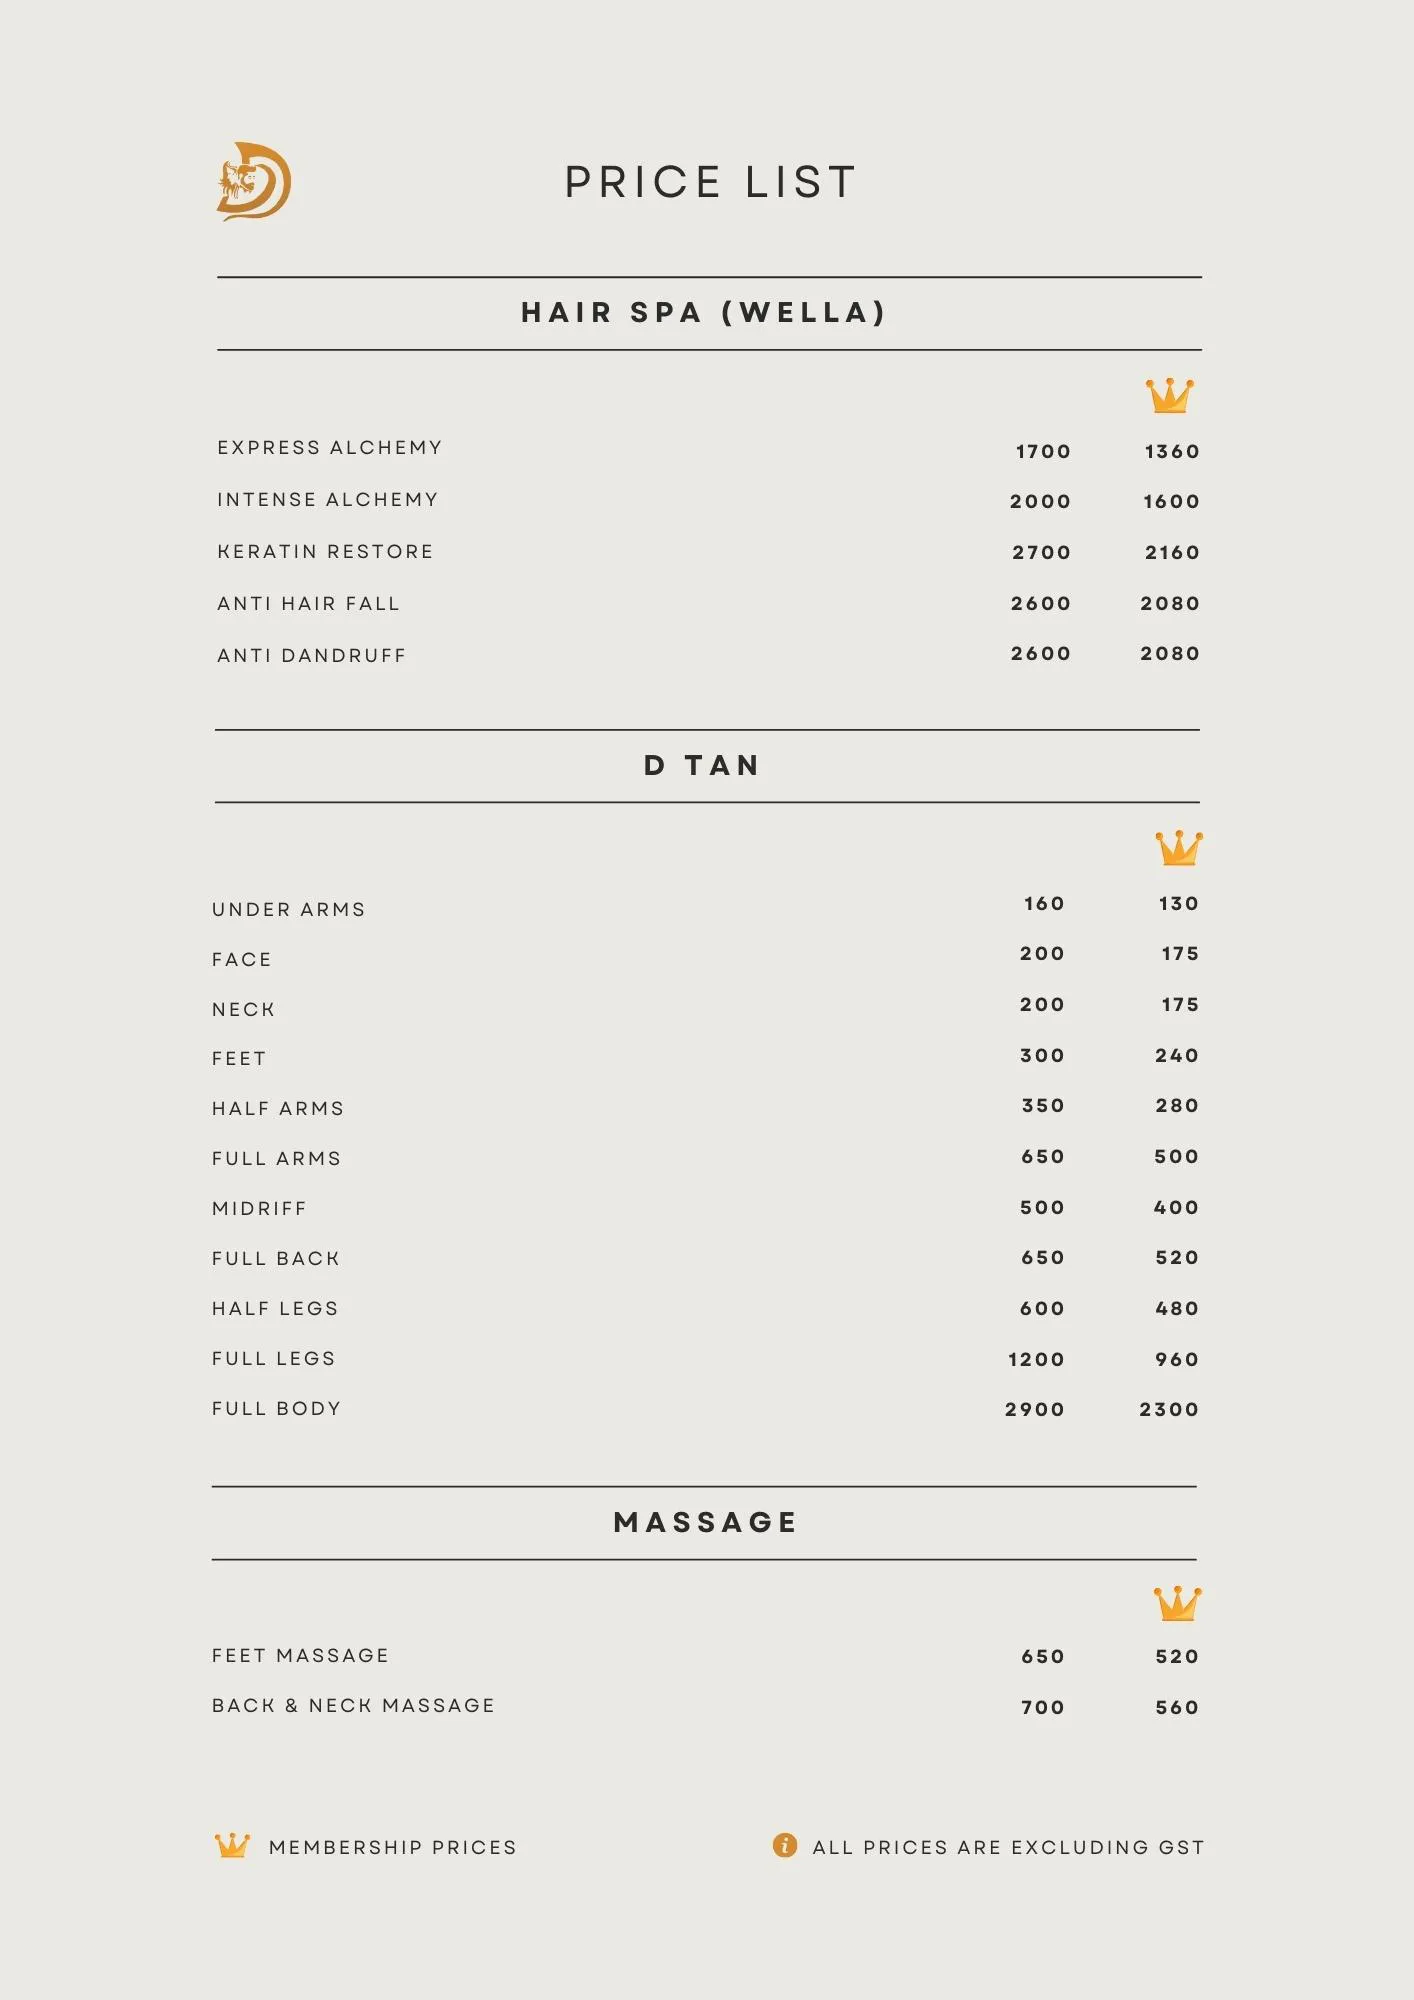 PRICE LIST
HAIR SPA (WELLA)
EXPRESS ALCHEMY 1700 1360
INTENSE ALCHEMY 2000 1600
KERATIN RESTORE 2700 2160
ANTI HAIR FALL 2600 2080
ANTI DANDRUFF 2600 2080
D TAN
UNDER ARMS 160 130
FACE 200 175
NECK 200 175
FEET 300 240
HALF ARMS 350 280
FULL ARMS 650 500
MIDRIFF 500 400
FULL BACK 650 520
HALF LEGS 600 480
FULL LEGS 1200 960
FULL BODY 2900 2300
MASSAGE
FEET MASSAGE 650 520
BACK & NECK MASSAGE 700 560
MEMBERSHIP PRICES
i ALL PRICES ARE EXCLUDING GST